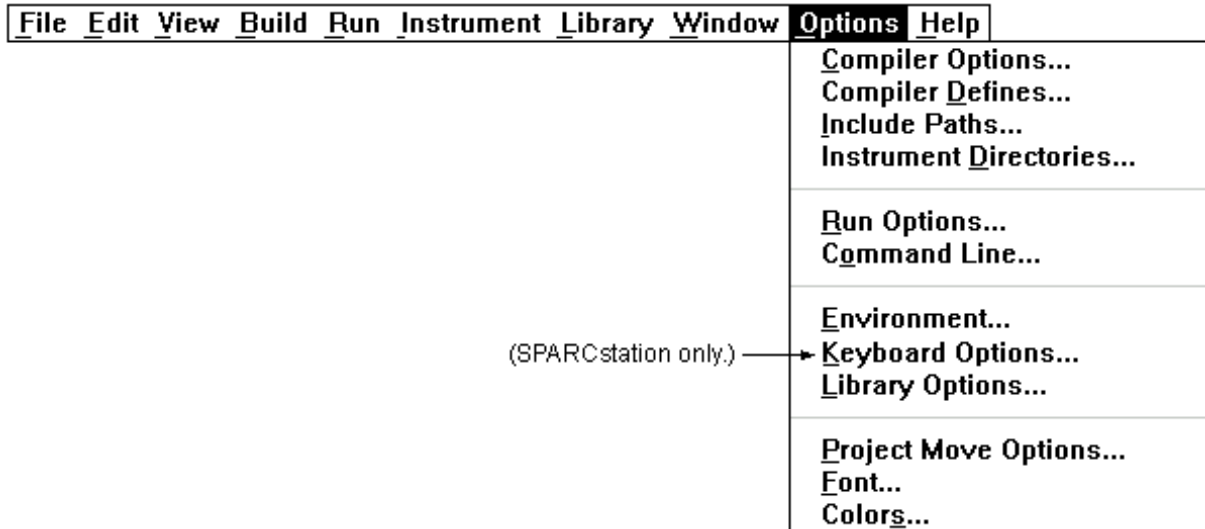 File Edit View Build Run Instrument Library Window Options Help
Compiler Options...
Compiler Defines...
Include Paths...
Instrument Directories...
Run Options...
Command Line...
Environment...
(SPARCstation only.) Keyboard Options...
Library Options...
Project Move Options...
Font...
Colors...